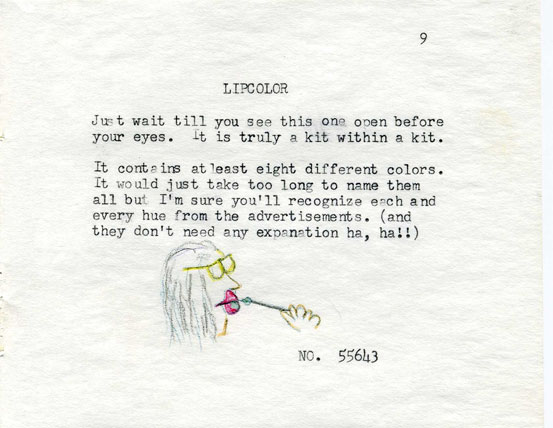 9
LIPCOLOR
Just wait till you see this one open before
your eyes. It is truly a kit within a kit.
It contains atleast eight different colors.
It would just take too long to name them
all but I'm sure you'll recognize each and
every hue from the advertisements. (and
they don't need any expanation ha, ha!!)
NO. 55643